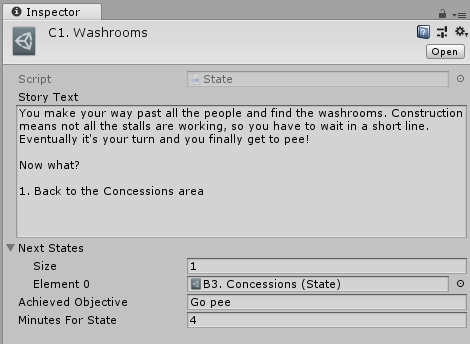 Inspector
C1. Washrooms
Open
Script
State
Story Text
You make your way past all the people and find the washrooms. Construction
means not all the stalls are working, so you have to wait in a short line.
Eventually it's your turn and you finally get to pee!
Now what?
1. Back to the Concessions area
Next States
Size 1
Element 0 B3. Concessions (State)
Achieved Objective Go pee
Minutes For State 4